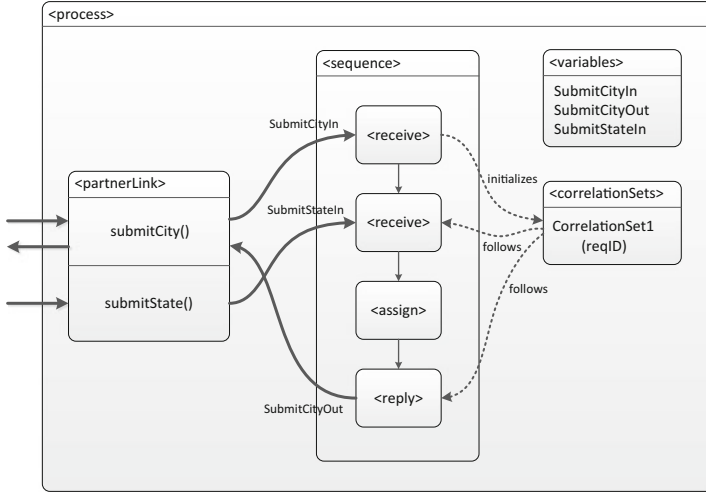 <process>
<sequence>
<variables>
SubmitCityIn
SubmitCityOut
SubmitStateIn
SubmitCityIn
<receive>
initializes
<partnerLink>
<correlationSets>
SubmitStateIn
<receive>
submitCity()
CorrelationSet1
(reqID)
follows
follows
submitState()
<assign>
<reply>
SubmitCityOut